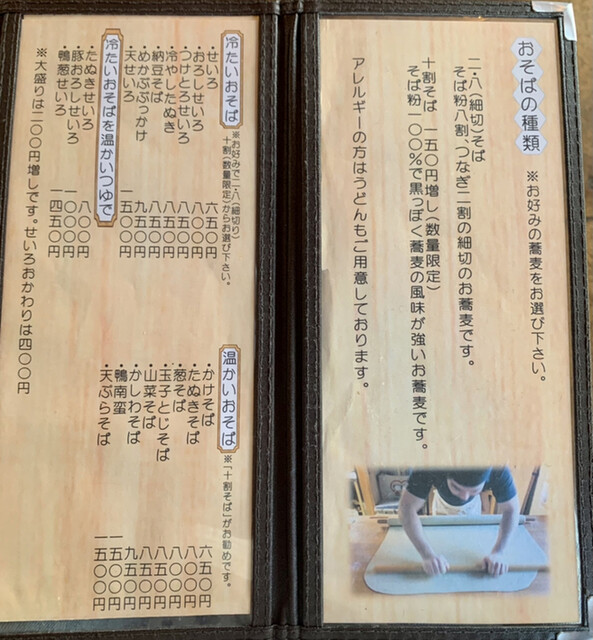 おそばの種類
※お好みの蕎麦をお選び下さい。
二・八(細切)そば
そば粉八割、つなぎ二割の細切のお蕎麦です。
十割そば 一五〇円増し(数量限定)
そば粉一〇〇%で黒っぽく蕎麦の風味が強いお蕎麦です。
アレルギーの方はうどんもご用意しております。
冷たいおそば
※お好みで二・八(細切り)
十割(数量限定)からお選び下さい。
・せいろ 六五〇円
・おろしせいろ 八〇〇円
・つけとろせいろ 八五〇円
・冷やしたぬき 八五〇円
・納豆そば 八五〇円
・めかぶぶっかけ 九五〇円
・天せいろ 一五〇〇円
冷たいおそばを温かいつゆで
・たぬきせいろ 八〇〇円
・豚おろしせいろ 一〇〇〇円
・鴨葱せいろ 一四五〇円
※大盛りは二〇〇円増しです。せいろおかわりは四〇〇円
温かいおそば
※「十割そば」がお勧めです。
・かけそば 六五〇円
・たぬきそば 八〇〇円
・葱そば 八〇〇円
・玉子とじそば 八五〇円
・山菜そば 八五〇円
・かしわそば 九五〇円
・鴨南蛮 一五〇〇円
・天ぷらそば 一五〇〇円